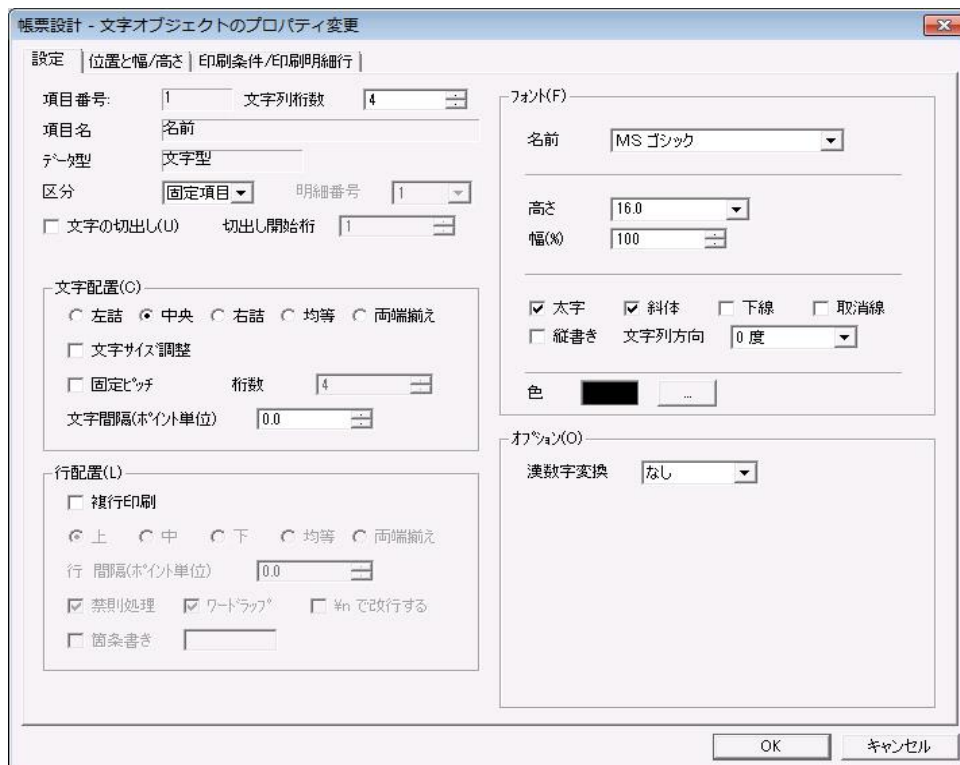 帳票設計 - 文字オブジェクトのプロパティ変更
設定 位置と幅/高さ 印刷条件/印刷明細行
項目番号: 1 文字列桁数 4
項目名 名前
データ型 文字型
区分 固定項目 明細番号 1
文字の切出し(U) 切出し開始桁 1
文字配置(C)
左詰 中央 右詰 均等 両端揃え
文字サイズ調整
固定ピッチ 桁数 4
文字間隔(ポイント単位) 0.0
行配置(L)
複行印刷
上 中 下 均等 両端揃え
行 間隔(ポイント単位) 0.0
禁則処理 ワードラップ ¥n で改行する
箇条書き
フォント(F)
名前 MS ゴシック
高さ 16.0
幅(%) 100
太字 斜体 下線 取消線
縦書き 文字列方向 0 度
色 ...
オプション(O)
漢数字変換 なし
OK キャンセル